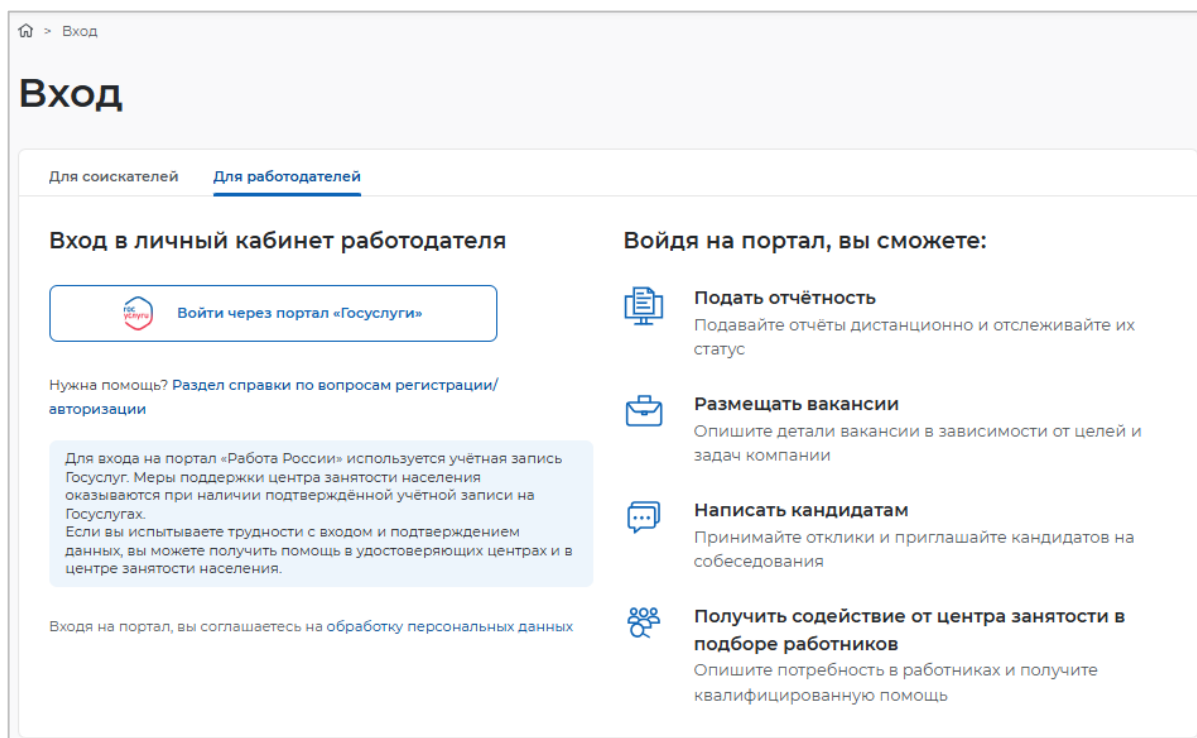 > Вход
Вход
Для соискателей Для работодателей
Вход в личный кабинет работодателя
гос
услуги
Войти через портал «Госуслуги»
Нужна помощь? Раздел справки по вопросам регистрации/
авторизации
Для входа на портал «Работа России» используется учётная запись
Госуслуг. Меры поддержки центра занятости населения
оказываются при наличии подтверждённой учётной записи на
Госуслугах.
Если вы испытываете трудности с входом и подтверждением
данных, вы можете получить помощь в удостоверяющих центрах и в
центре занятости населения.
Входя на портал, вы соглашаетесь на обработку персональных данных
Войдя на портал, вы сможете:
Подать отчётность
Подавайте отчёты дистанционно и отслеживайте их
статус
Размещать вакансии
Опишите детали вакансии в зависимости от целей и
задач компании
Написать кандидатам
Принимайте отклики и приглашайте кандидатов на
собеседования
Получить содействие от центра занятости в
подборе работников
Опишите потребность в работниках и получите
квалифицированную помощь